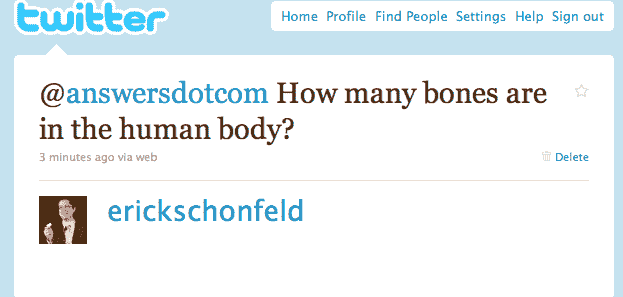 twitter
Home Profile Find People Settings Help Sign out
@answersdotcom How many bones are
in the human body?
3 minutes ago via web Delete
erickschonfeld